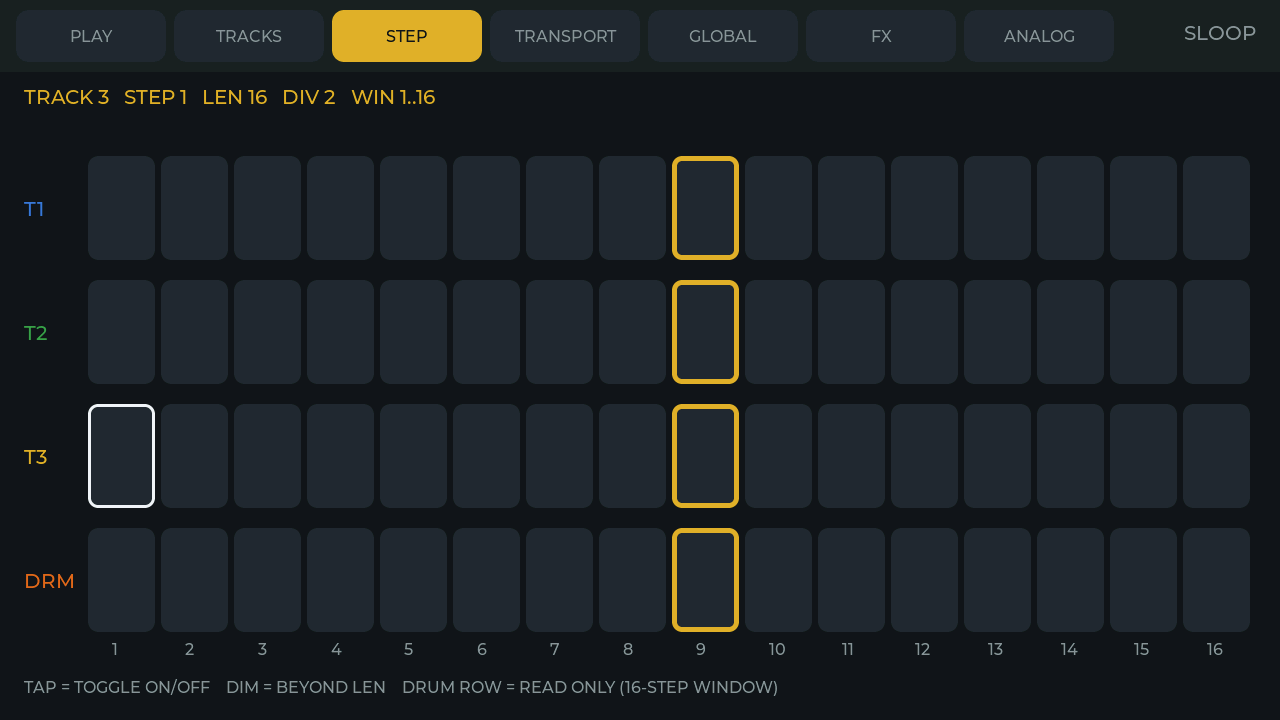 PLAY TRACKS STEP TRANSPORT GLOBAL FX ANALOG SLOOP
TRACK 3 STEP 1 LEN 16 DIV 2 WIN 1..16
T1
T2
T3
DRM
1 2 3 4 5 6 7 8 9 10 11 12 13 14 15 16
TAP = TOGGLE ON/OFF DIM = BEYOND LEN DRUM ROW = READ ONLY (16-STEP WINDOW)